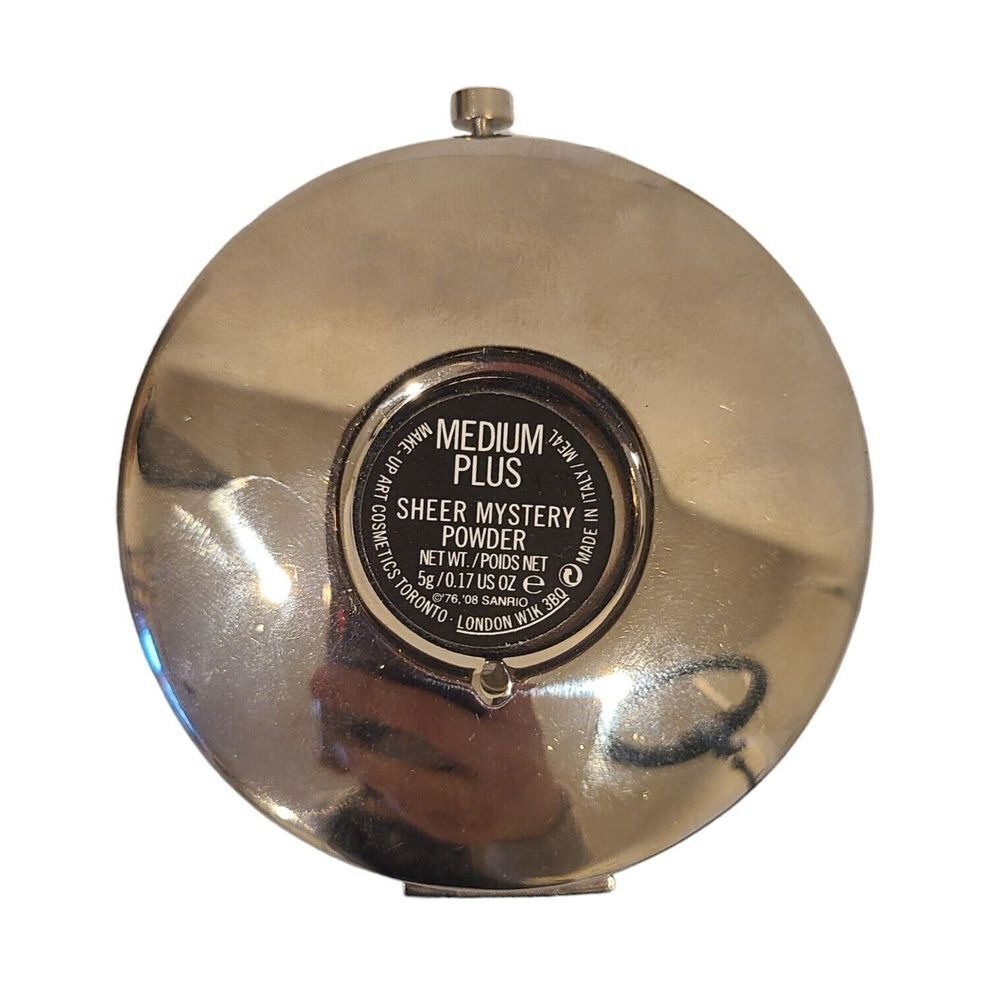 MEDIUM
PLUS
SHEER MYSTERY
POWDER
NET WT. / POIDS NET
5g / 0.17 US OZ ℮
©'76,'08 SANRIO
MAKE-UP ART COSMETICS TORONTO · LONDON W1K 3BQ
MADE IN ITALY / ME4L